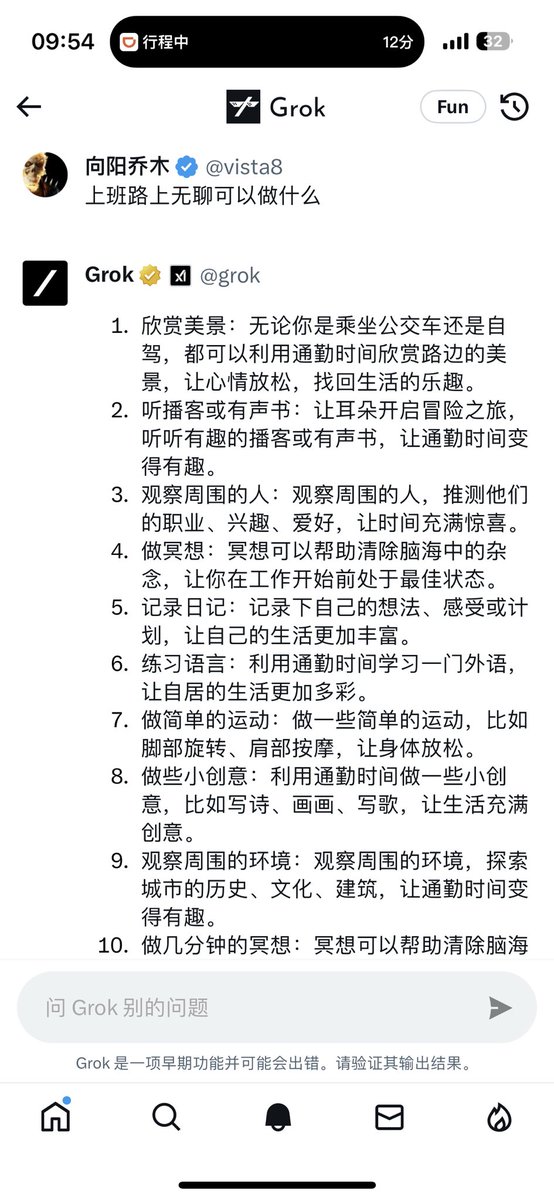 09:54
行程中
12分
32
Grok
Fun
向阳乔木 @vista8
上班路上无聊可以做什么
Grok @grok
1. 欣赏美景：无论你是乘坐公交车还是自
驾，都可以利用通勤时间欣赏路边的美
景，让心情放松，找回生活的乐趣。
2. 听播客或有声书：让耳朵开启冒险之旅，
听听有趣的播客或有声书，让通勤时间变
得有趣。
3. 观察周围的人：观察周围的人，推测他们
的职业、兴趣、爱好，让时间充满惊喜。
4. 做冥想：冥想可以帮助清除脑海中的杂
念，让你在工作开始前处于最佳状态。
5. 记录日记：记录下自己的想法、感受或计
划，让自己的生活更加丰富。
6. 练习语言：利用通勤时间学习一门外语，
让自居的生活更加多彩。
7. 做简单的运动：做一些简单的运动，比如
脚部旋转、肩部按摩，让身体放松。
8. 做些小创意：利用通勤时间做一些小创
意，比如写诗、画画、写歌，让生活充满
创意。
9. 观察周围的环境：观察周围的环境，探索
城市的历史、文化、建筑，让通勤时间变
得有趣。
10. 做几分钟的冥想：冥想可以帮助清除脑海
问 Grok 别的问题
Grok 是一项早期功能并可能会出错。请验证其输出结果。